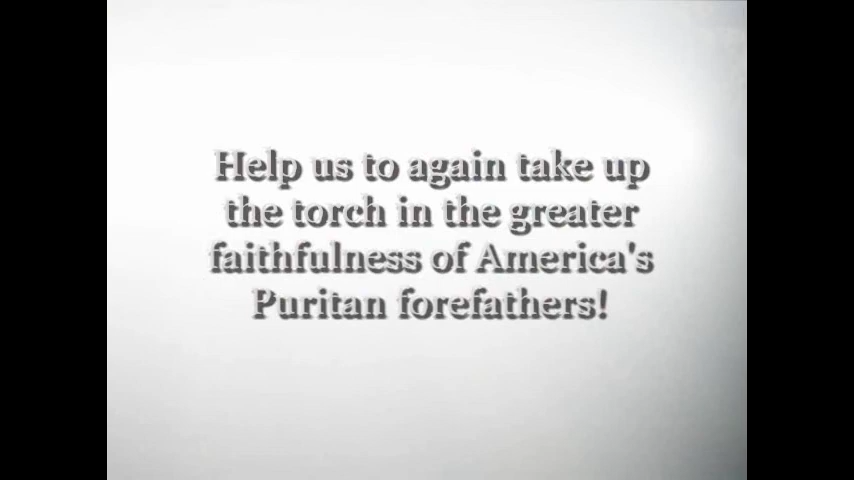 Help us to again take up
the torch in the greater
faithfulness of America's
Puritan forefathers!